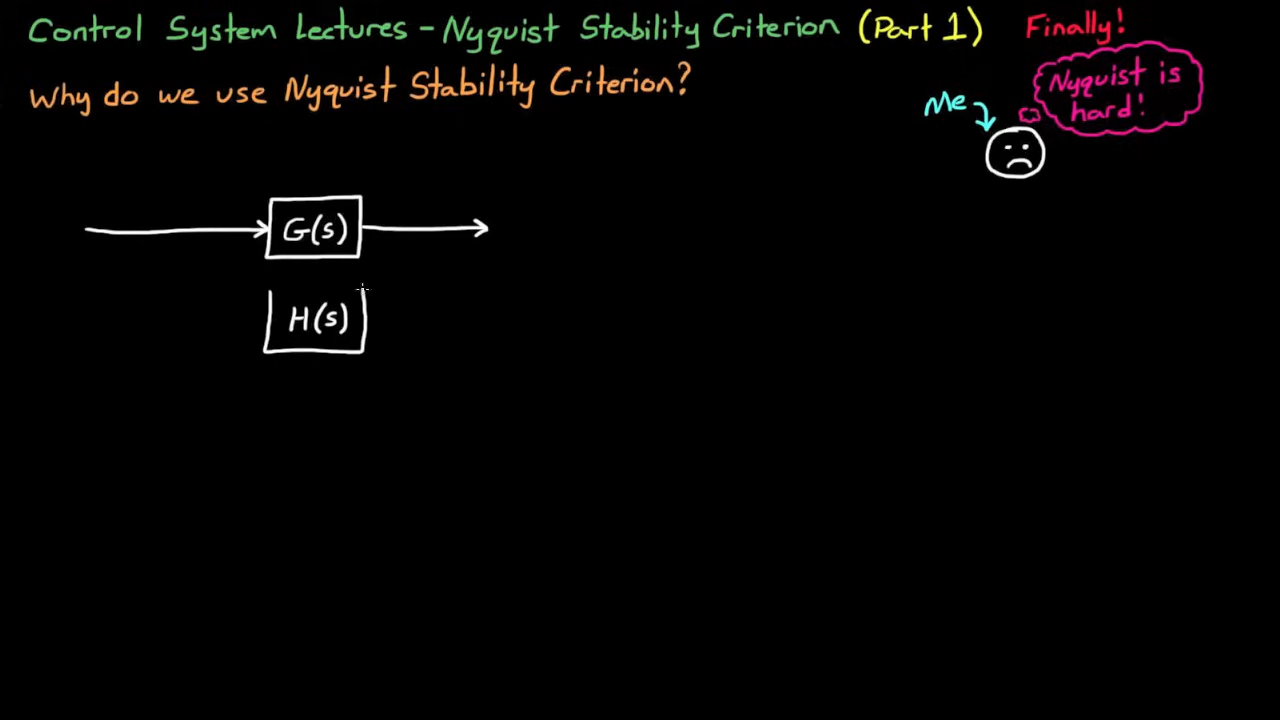 Control System Lectures - Nyquist Stability Criterion (Part 1) Finally!
Why do we use Nyquist Stability Criterion?
Nyquist is
hard!
Me
G(s)
H(s)